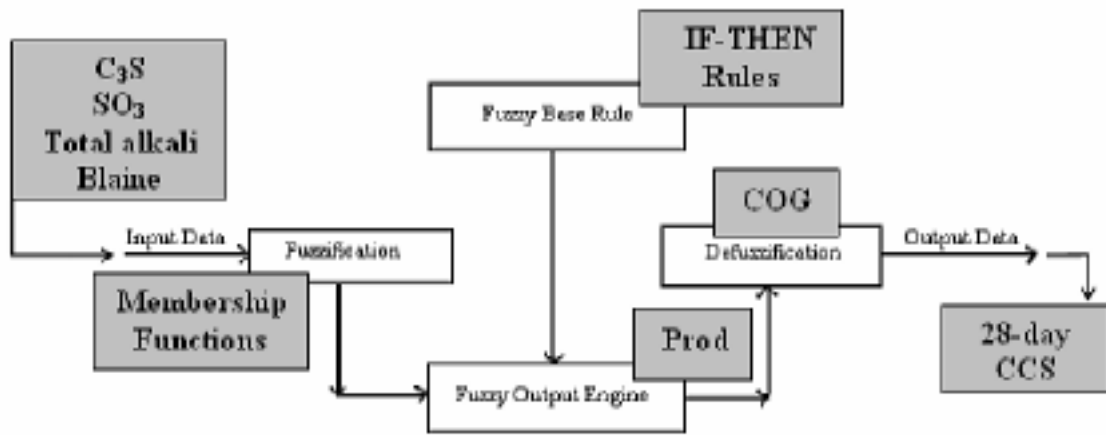 C₃S
SO₃
Total alkali
Blaine
IF-THEN
Rules
Fuzzy Base Rule
COG
Input Data
Fuzzification
Defuzzification
Output Data
Membership
Functions
Prod
28-day
CCS
Fuzzy Output Engine